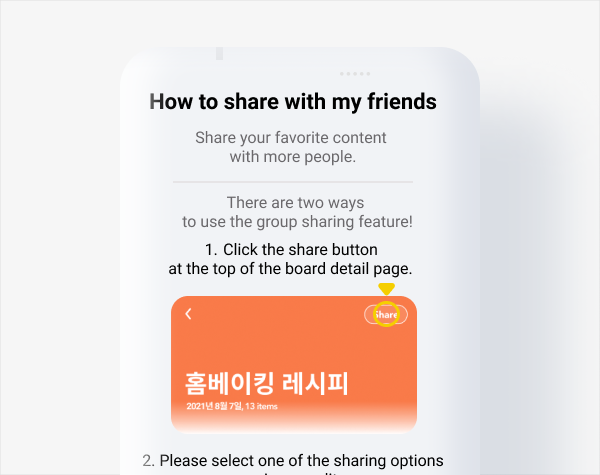 How to share with my friends
Share your favorite content
with more people.
There are two ways
to use the group sharing feature!
1. Click the share button
at the top of the board detail page.
Share
홈베이킹 레시피
2021년 8월 7일, 13 items
2. Please select one of the sharing options